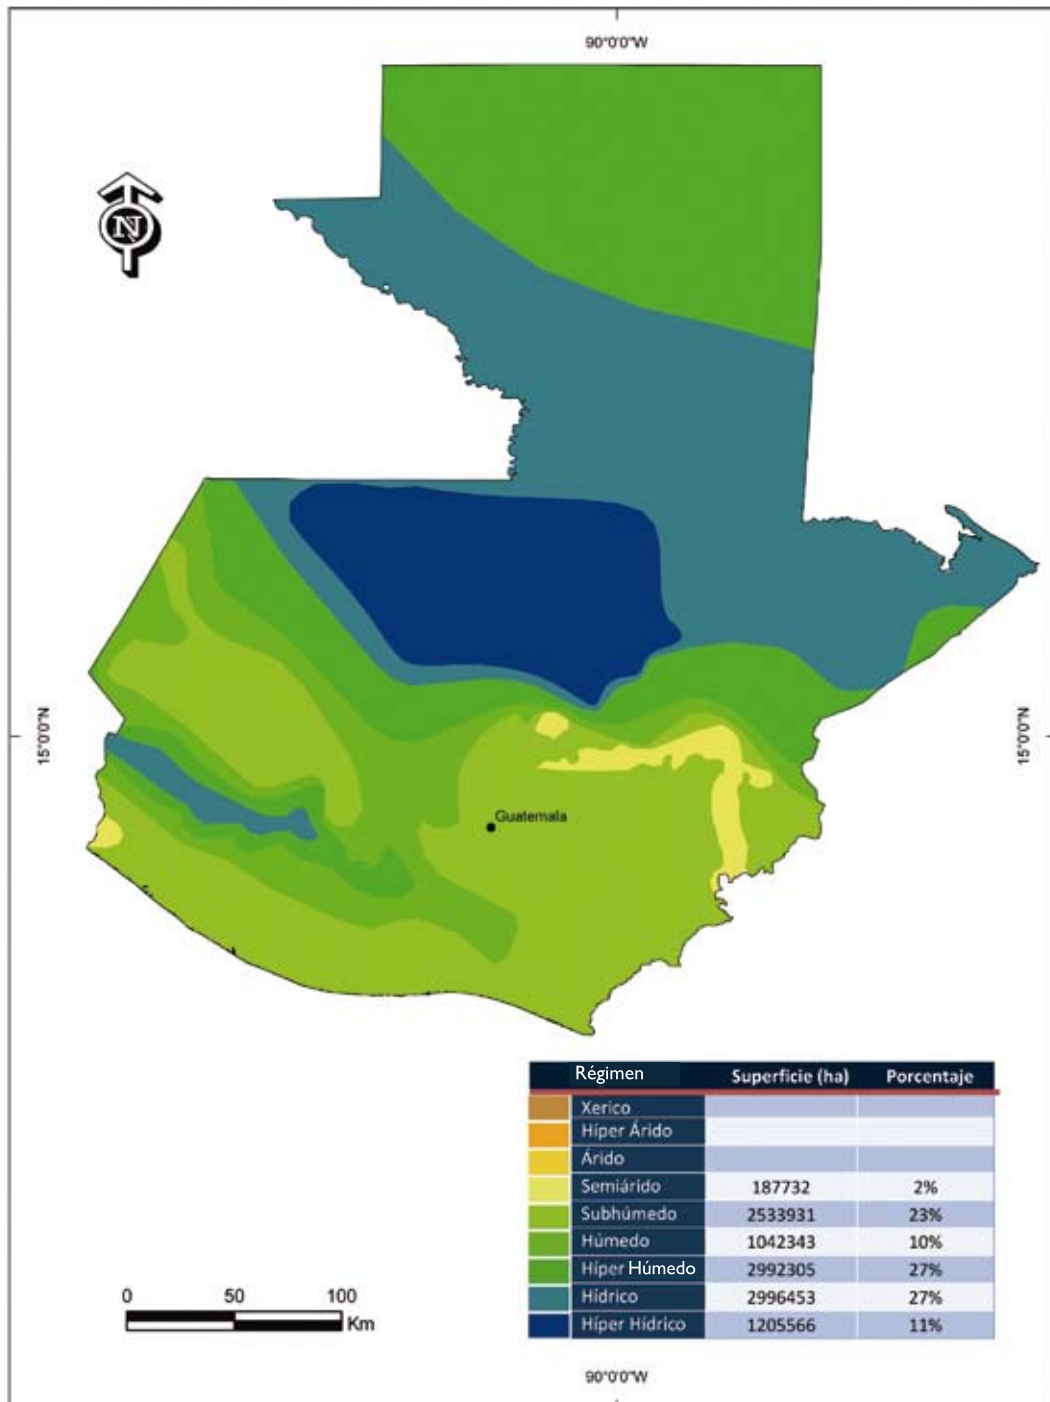 90°0'0"W
N
15°0'0"N
15°0'0"N
Guatemala
Régimen Superficie (ha) Porcentaje
Xerico
Híper Árido
Árido
Semiárido 187732 2%
Subhúmedo 2533931 23%
Húmedo 1042343 10%
Híper Húmedo 2992305 27%
Hídrico 2996453 27%
Híper Hídrico 1205566 11%
0 50 100
Km
90°0'0"W